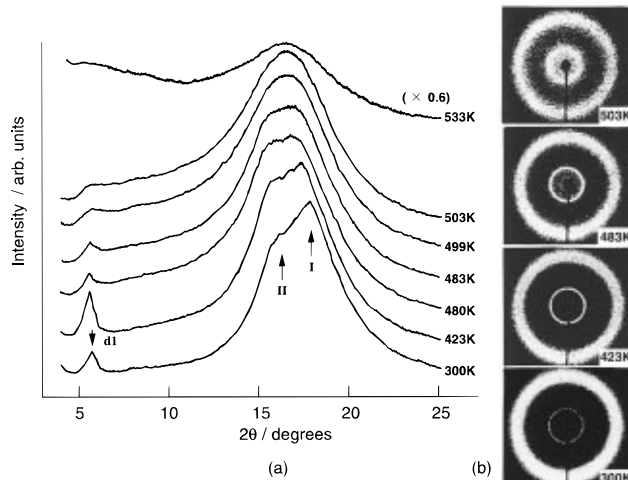 Intensity / arb. units
( × 0.6)
533K
503K
499K
483K
480K
423K
300K
I
II
d1
5
10
15
20
25
2θ / degrees
(a)
(b)
503K
483K
423K
300K